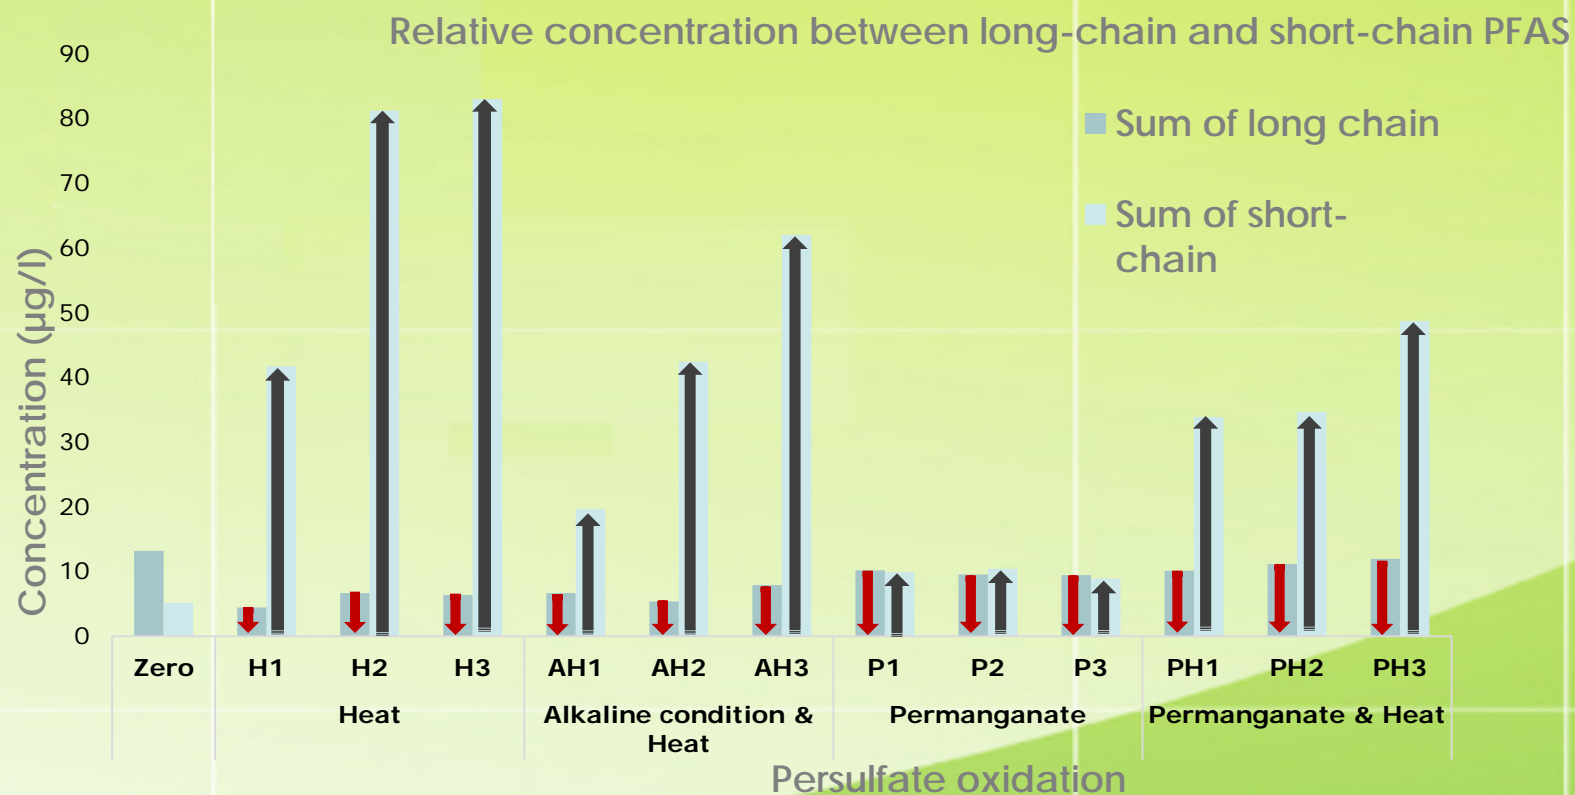 Relative concentration between long-chain and short-chain PFAS
90
80
70
60
50
40
30
20
10
0
Concentration (µg/l)
Sum of long chain
Sum of short-
chain
Zero H1 H2 H3 AH1 AH2 AH3 P1 P2 P3 PH1 PH2 PH3
Heat Alkaline condition & Permanganate Permanganate & Heat
Heat
Persulfate oxidation